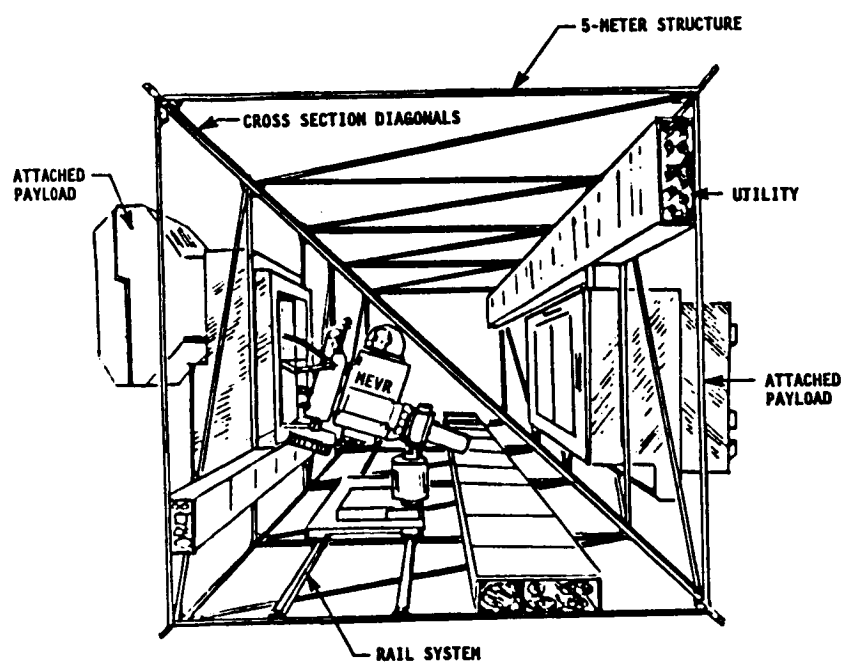 5-METER STRUCTURE
CROSS SECTION DIAGONALS
ATTACHED
PAYLOAD
UTILITY
MEVR
ATTACHED
PAYLOAD
RAIL SYSTEM